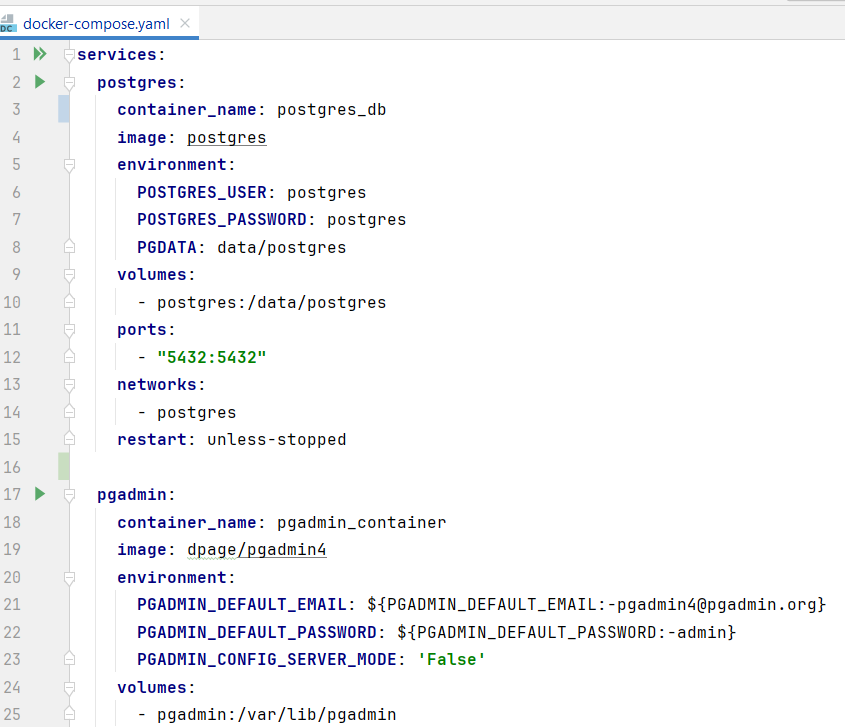 DC docker-compose.yaml
1 services:
2 postgres:
3 container_name: postgres_db
4 image: postgres
5 environment:
6 POSTGRES_USER: postgres
7 POSTGRES_PASSWORD: postgres
8 PGDATA: data/postgres
9 volumes:
10 - postgres:/data/postgres
11 ports:
12 - "5432:5432"
13 networks:
14 - postgres
15 restart: unless-stopped
16
17 pgadmin:
18 container_name: pgadmin_container
19 image: dpage/pgadmin4
20 environment:
21 PGADMIN_DEFAULT_EMAIL: ${PGADMIN_DEFAULT_EMAIL:-pgadmin4@pgadmin.org}
22 PGADMIN_DEFAULT_PASSWORD: ${PGADMIN_DEFAULT_PASSWORD:-admin}
23 PGADMIN_CONFIG_SERVER_MODE: 'False'
24 volumes:
25 - pgadmin:/var/lib/pgadmin